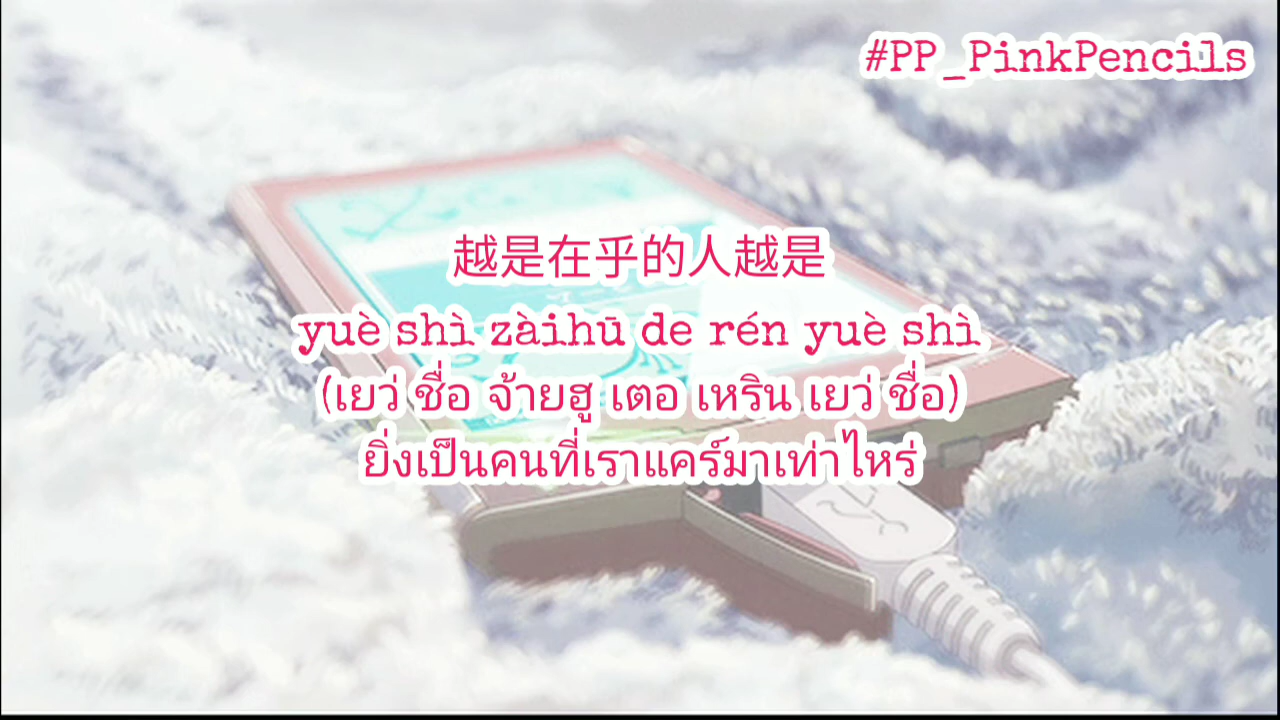 #PP_PinkPencils
越是在乎的人越是
yuè shì zàihū de rén yuè shì
(เยว่ ชื่อ จ้ายฮู เตอ เหริน เยว่ ชื่อ)
ยิ่งเป็นคนที่เราแคร์มาเท่าไหร่